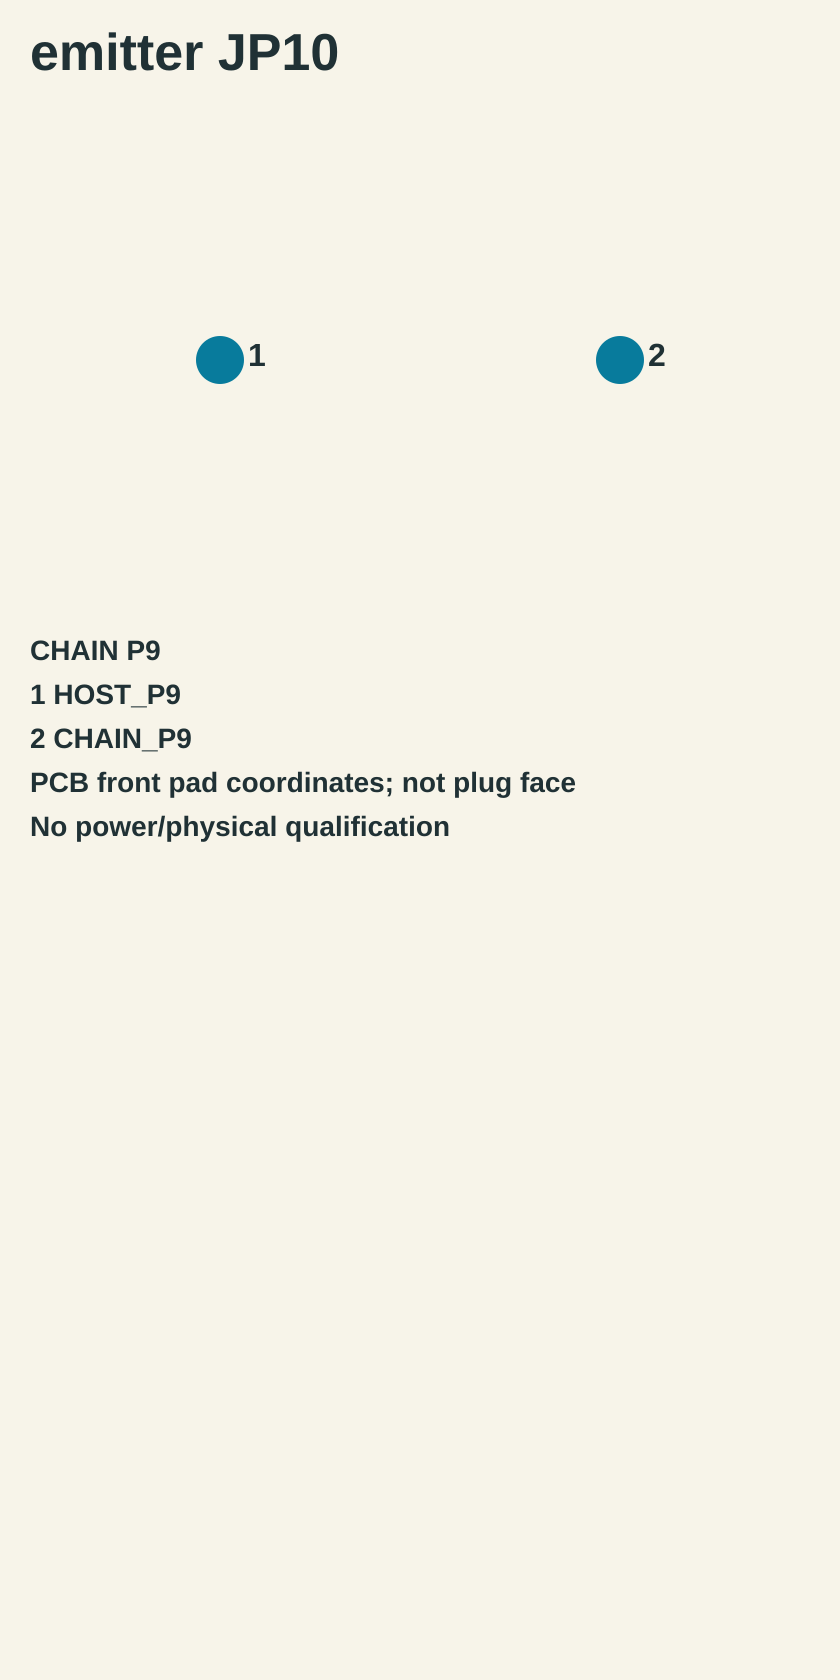 emitter JP10
1 2
CHAIN P9
1 HOST_P9
2 CHAIN_P9
PCB front pad coordinates; not plug face
No power/physical qualification